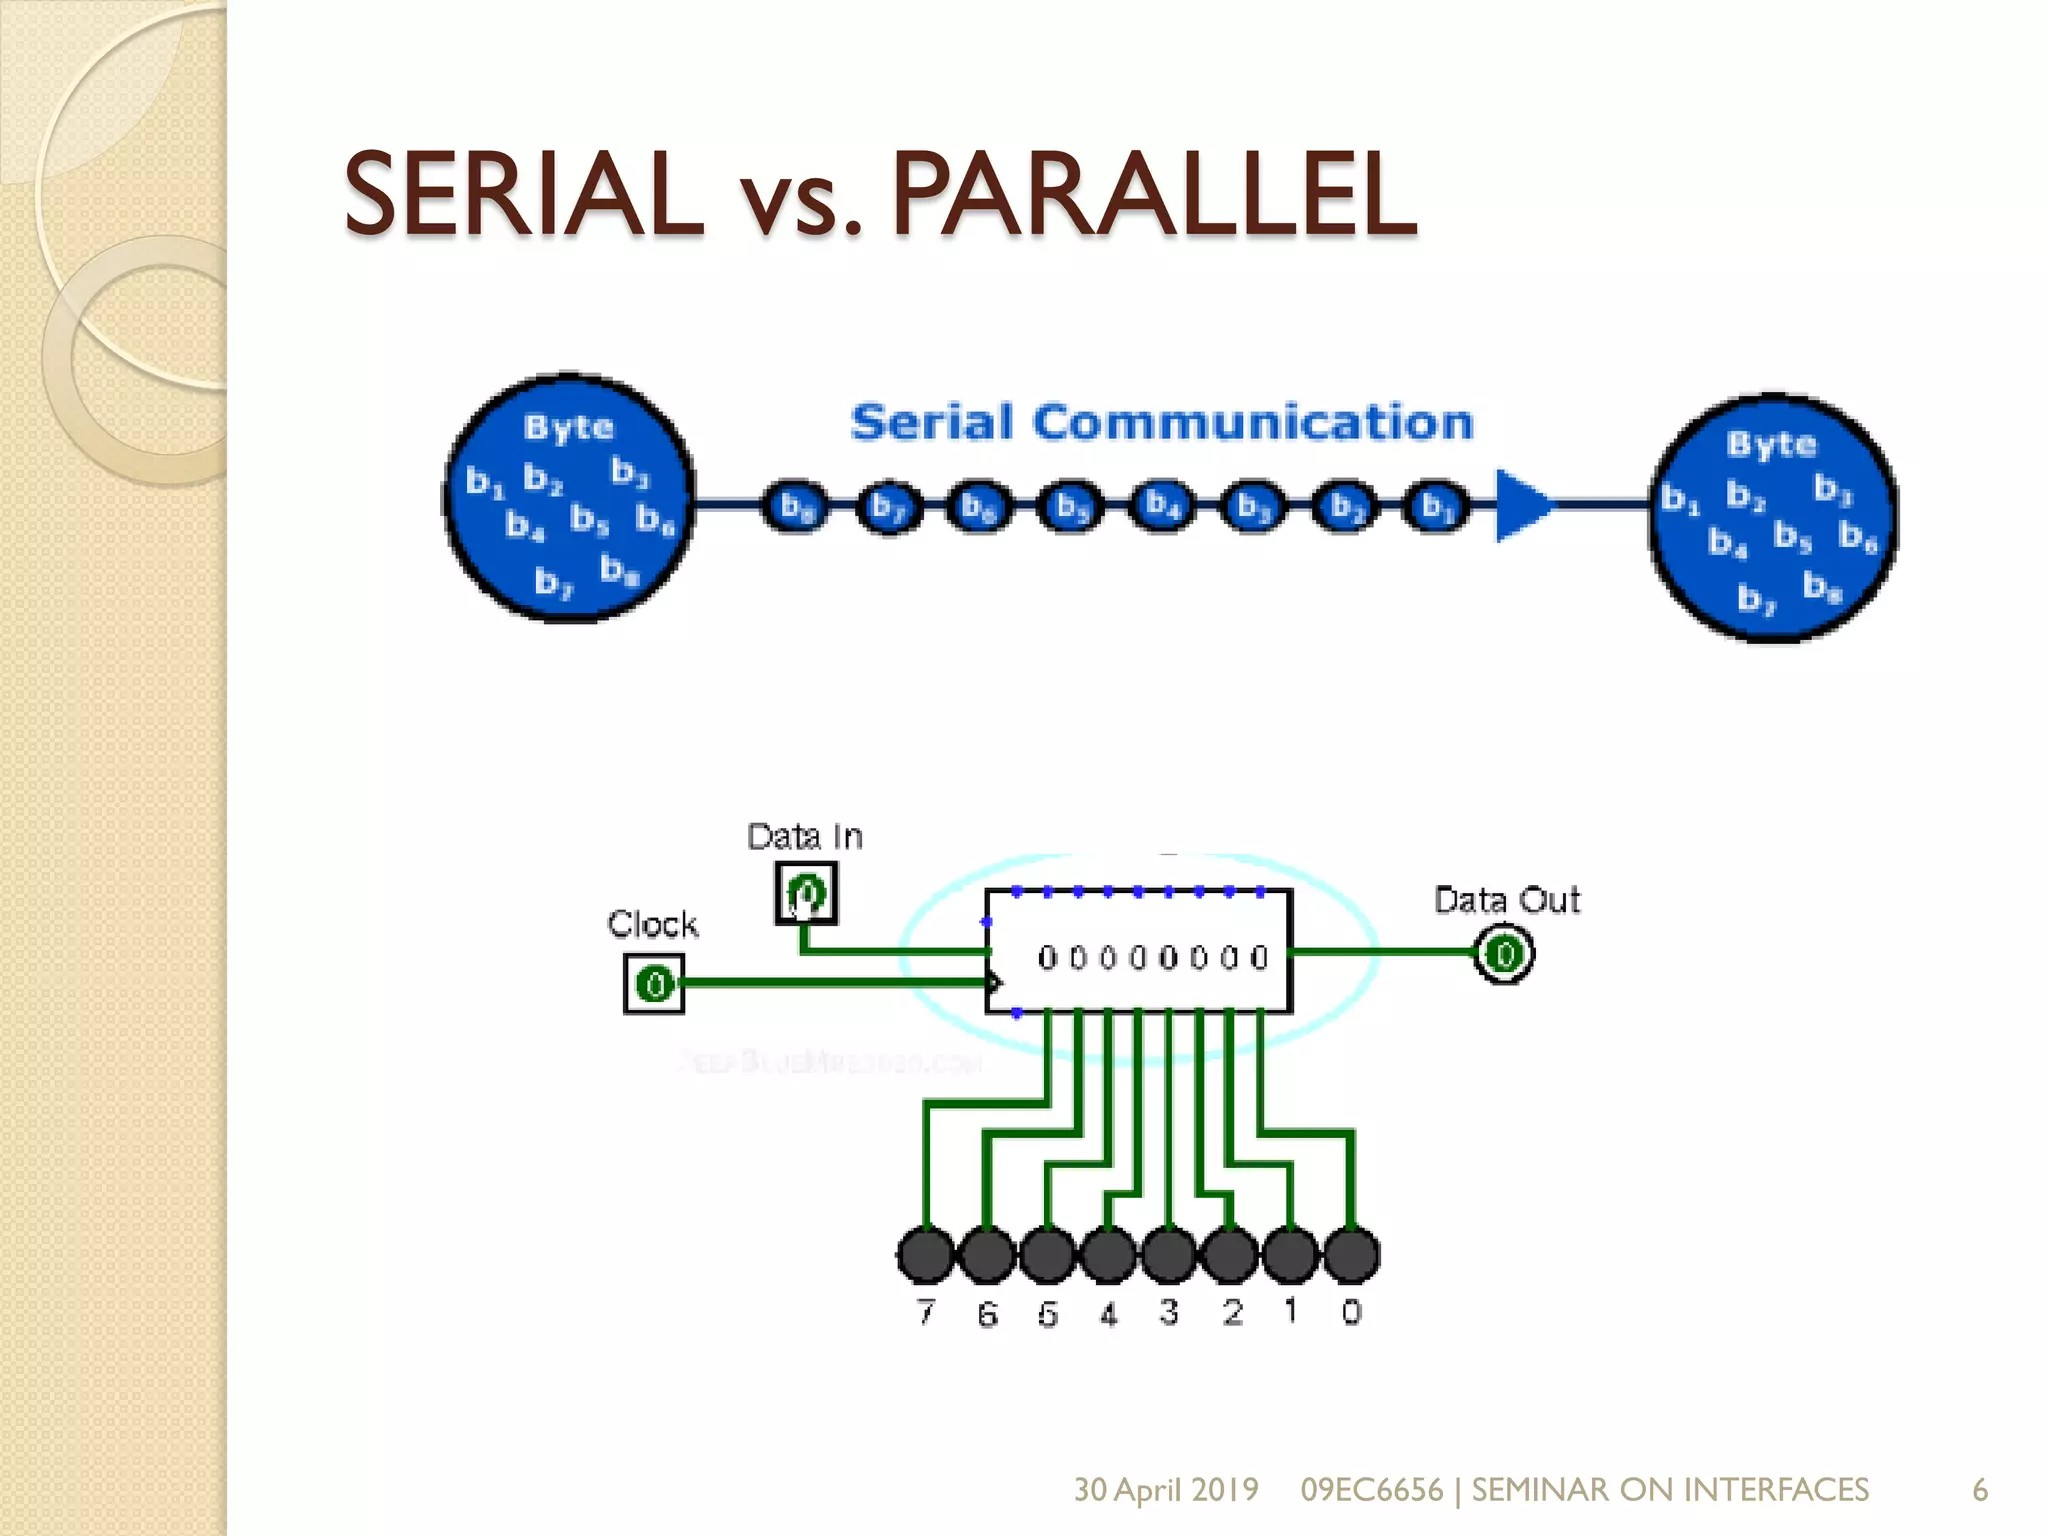 SERIAL vs. PARALLEL
Serial Communication
Byte
b₁ b₂ b₃
b₄ b₅ b₆
b₇ b₈
b₈ b₇ b₆ b₅ b₄ b₃ b₂ b₁
Byte
b₁ b₂ b₃
b₄ b₅ b₆
b₇ b₈
Data In
0
Clock
0
0 0 0 0 0 0 0 0
Data Out
0
7 6 5 4 3 2 1 0
30 April 2019 09EC6656 | SEMINAR ON INTERFACES 6